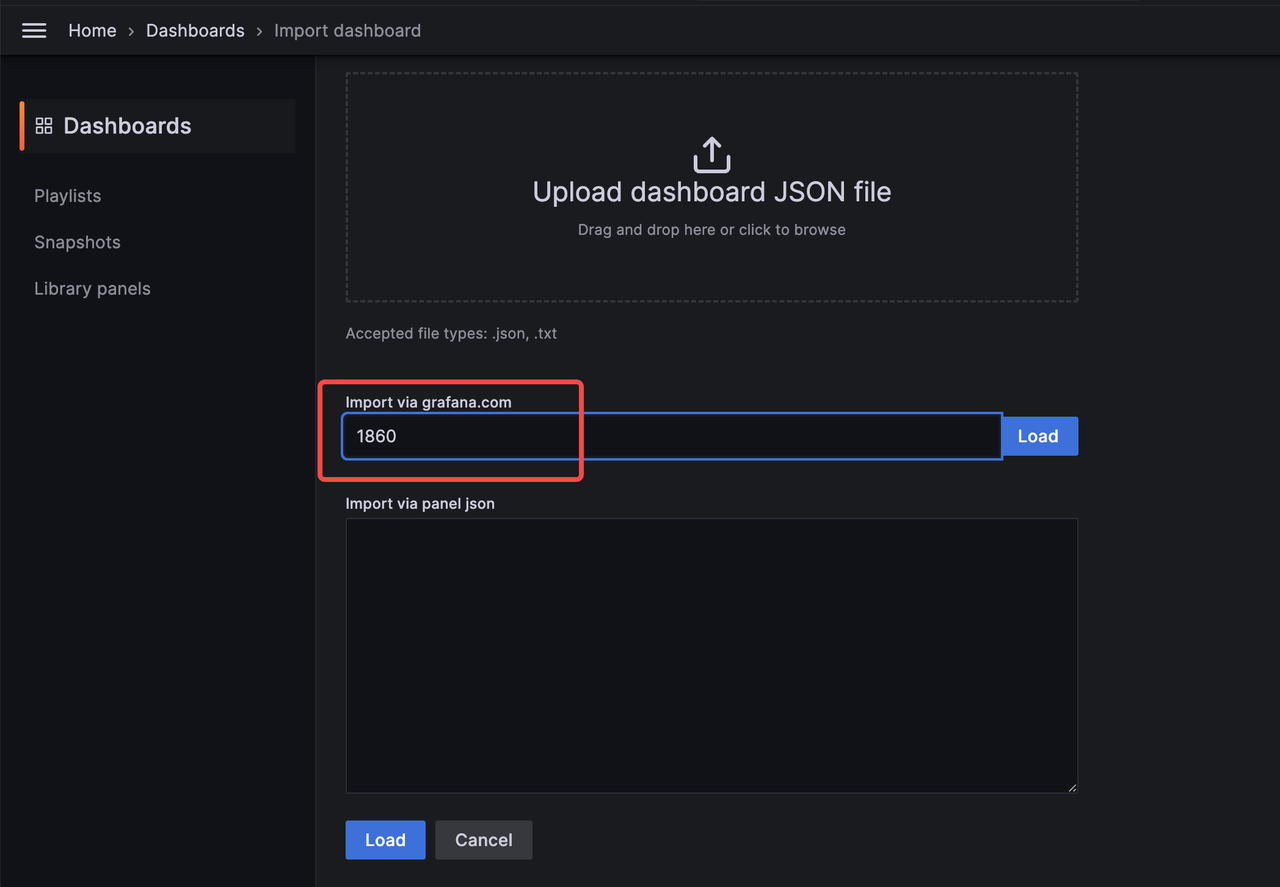 Home › Dashboards › Import dashboard
Dashboards
Playlists
Snapshots
Library panels
Upload dashboard JSON file
Drag and drop here or click to browse
Accepted file types: .json, .txt
Import via grafana.com
1860
Load
Import via panel json
Load
Cancel